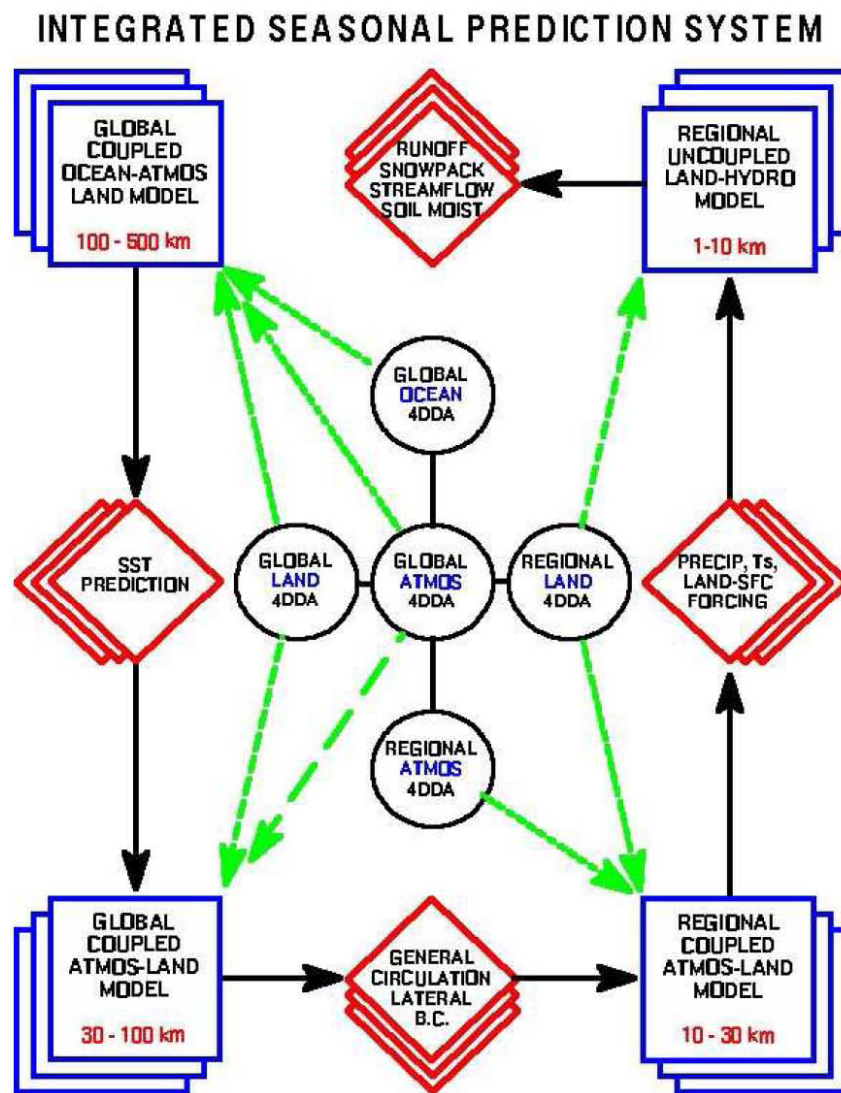 INTEGRATED SEASONAL PREDICTION SYSTEM
GLOBAL
COUPLED
OCEAN-ATMOS
LAND MODEL
100 - 500 km
RUNOFF
SNOWPACK
STREAMFLOW
SOIL MOIST
REGIONAL
UNCOUPLED
LAND-HYDRO
MODEL
1-10 km
GLOBAL
OCEAN
4DDA
SST
PREDICTION
GLOBAL
LAND
4DDA
GLOBAL
ATMOS
4DDA
REGIONAL
LAND
4DDA
PRECIP, Ts,
LAND-SFC
FORCING
REGIONAL
ATMOS
4DDA
GLOBAL
COUPLED
ATMOS-LAND
MODEL
30 - 100 km
GENERAL
CIRCULATION
LATERAL
B.C.
REGIONAL
COUPLED
ATMOS-LAND
MODEL
10 - 30 km